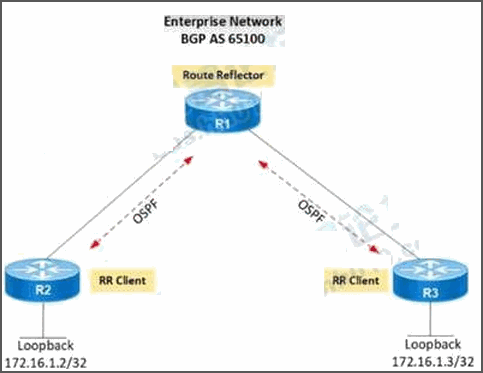 Enterprise Network
BGP AS 65100
Route Reflector
R1
OSPF
OSPF
R2
RR Client
RR Client
R3
Loopback
172.16.1.2/32
Loopback
172.16.1.3/32